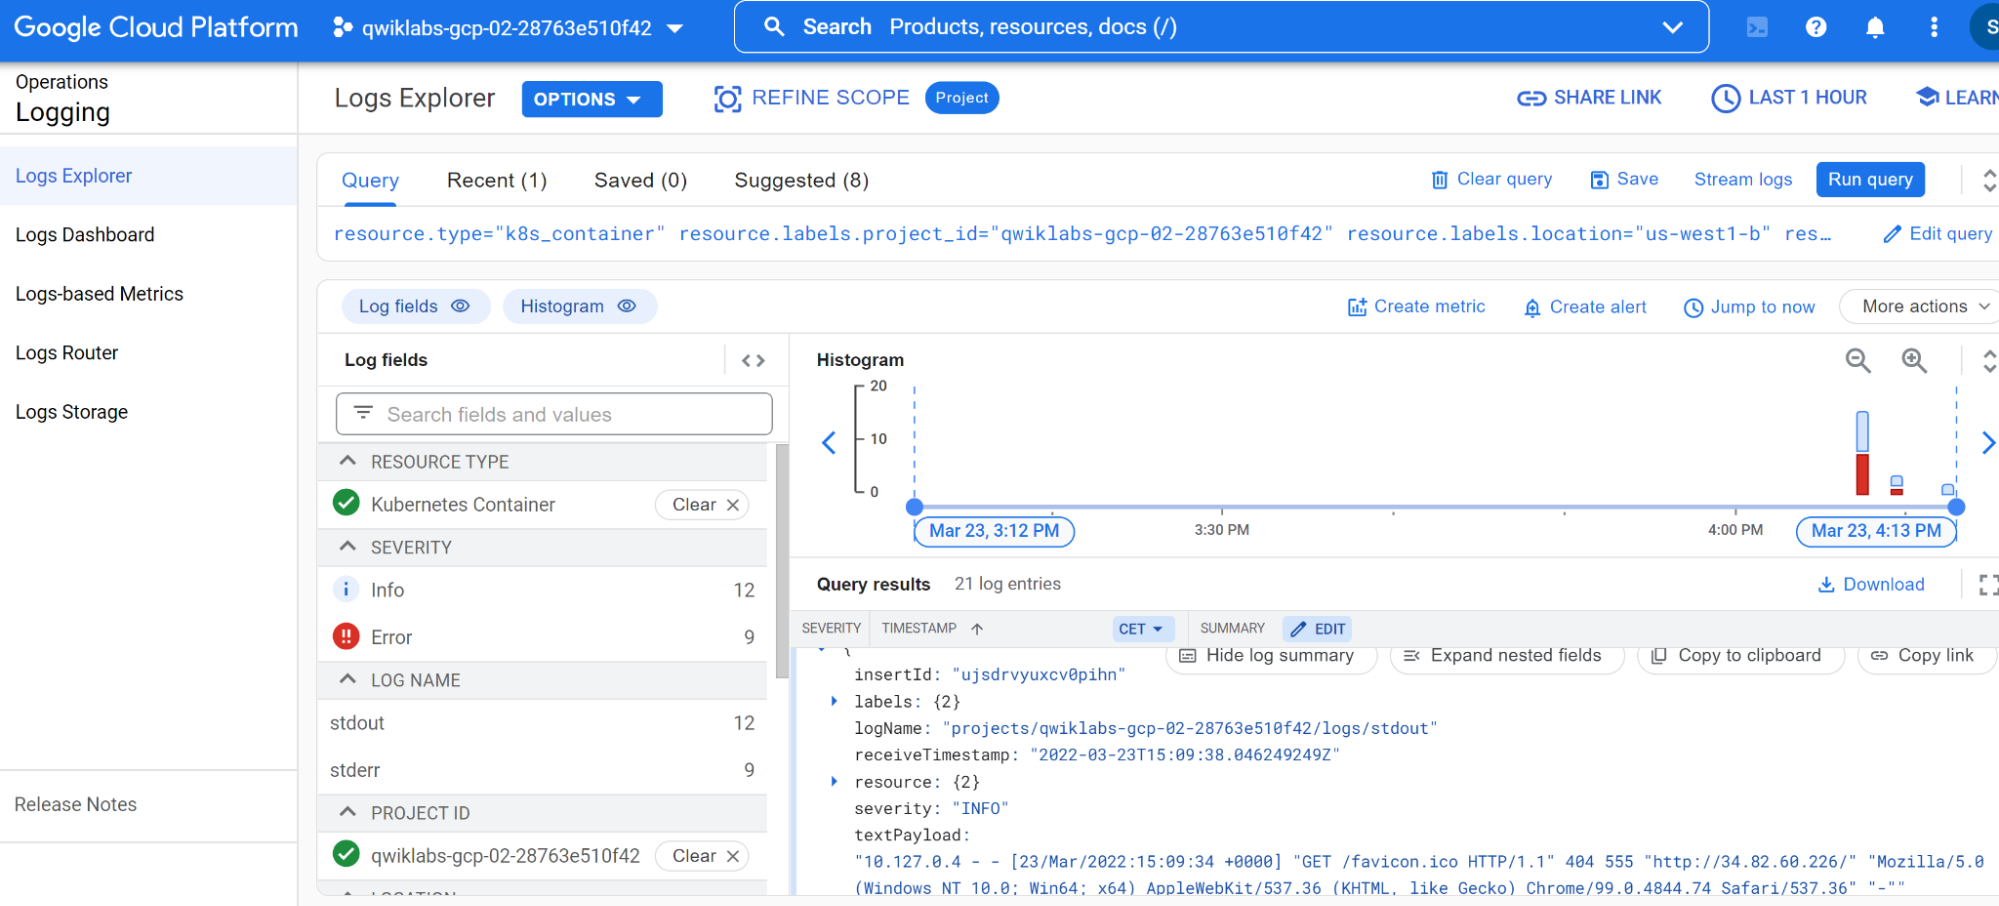 Google Cloud Platform
qwiklabs-gcp-02-28763e510f42
Search Products, resources, docs (/)
S
Operations
Logging
Logs Explorer
Logs Dashboard
Logs-based Metrics
Logs Router
Logs Storage
Release Notes
Logs Explorer
OPTIONS
REFINE SCOPE
Project
SHARE LINK
LAST 1 HOUR
LEARN
Query
Recent (1)
Saved (0)
Suggested (8)
Clear query
Save
Stream logs
Run query
resource.type="k8s_container" resource.labels.project_id="qwiklabs-gcp-02-28763e510f42" resource.labels.location="us-west1-b" res…
Edit query
Log fields
Histogram
Create metric
Create alert
Jump to now
More actions
Log fields
Search fields and values
RESOURCE TYPE
Kubernetes Container
Clear
SEVERITY
Info 12
Error 9
LOG NAME
stdout 12
stderr 9
PROJECT ID
qwiklabs-gcp-02-28763e510f42
Clear
LOCATION
Histogram
20
10
0
Mar 23, 3:12 PM
3:30 PM
4:00 PM
Mar 23, 4:13 PM
Query results 21 log entries
Download
SEVERITY
TIMESTAMP
CET
SUMMARY
EDIT
{
Hide log summary
Expand nested fields
Copy to clipboard
Copy link
insertId: "ujsdrvyuxcv0pihn"
labels: {2}
logName: "projects/qwiklabs-gcp-02-28763e510f42/logs/stdout"
receiveTimestamp: "2022-03-23T15:09:38.046249249Z"
resource: {2}
severity: "INFO"
textPayload:
"10.127.0.4 - - [23/Mar/2022:15:09:34 +0000] "GET /favicon.ico HTTP/1.1" 404 555 "http://34.82.60.226/" "Mozilla/5.0
(Windows NT 10.0; Win64; x64) AppleWebKit/537.36 (KHTML, like Gecko) Chrome/99.0.4844.74 Safari/537.36" "-""